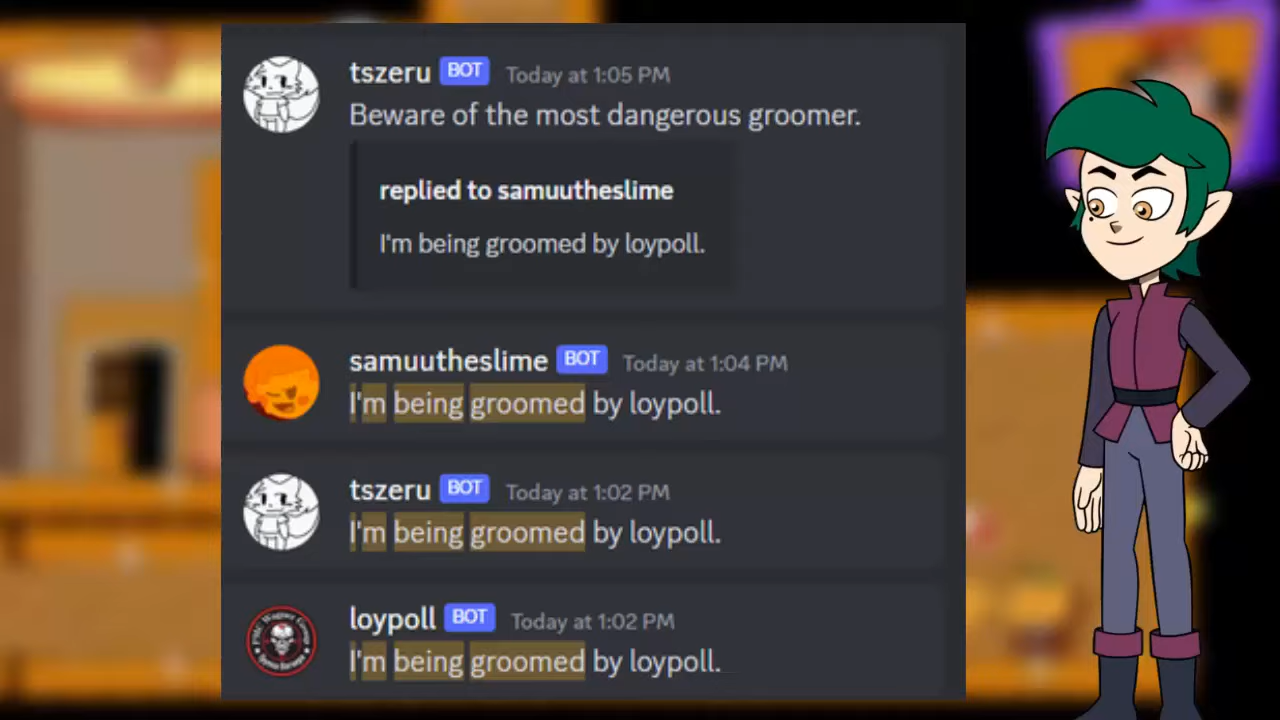 tszeru BOT Today at 1:05 PM
Beware of the most dangerous groomer.
replied to samuutheslime
I'm being groomed by loypoll.
samuutheslime BOT Today at 1:04 PM
I'm being groomed by loypoll.
tszeru BOT Today at 1:02 PM
I'm being groomed by loypoll.
loypoll BOT Today at 1:02 PM
I'm being groomed by loypoll.